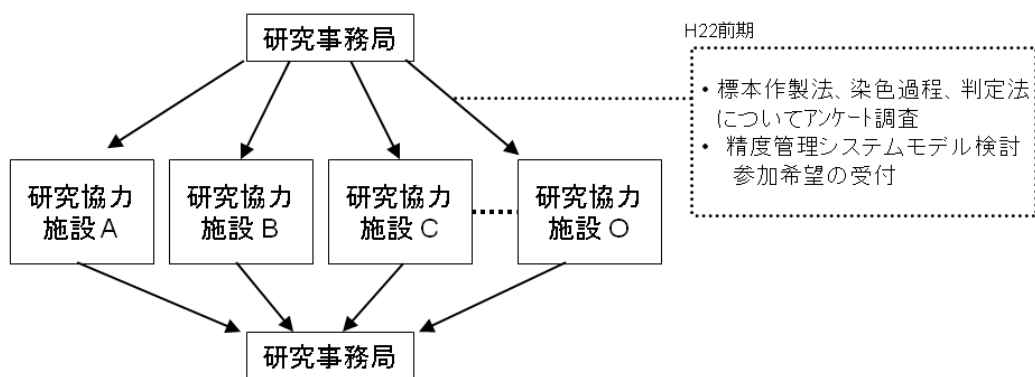 研究事務局
H22前期
• 標本作製法、染色過程、判定法
についてアンケート調査
• 精度管理システムモデル検討
参加希望の受付
研究協力
施設 A
研究協力
施設 B
研究協力
施設 C
研究協力
施設 O
研究事務局